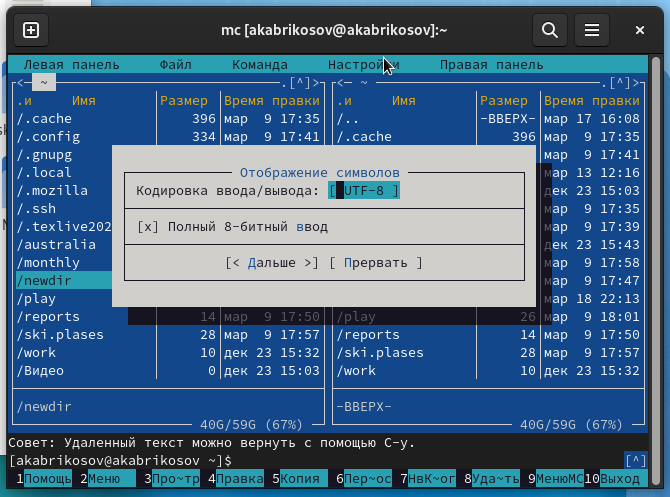 mc [akabrikosov@akabrikosov]:~
Левая панель Файл Команда Настройки Правая панель
<— ~ .[^]> <— ~ .[^]>
.и Имя Размер Время правки .и Имя Размер Время правки
/.cache 396 мар 9 17:35 /.. -ВВЕРХ- мар 17 16:08
/.config 334 мар 9 17:41 /.cache 396 мар 9 17:35
/.gnupg мар 9 17:41
/.local Отображение символов мар 13 12:16
/.mozilla Кодировка ввода/вывода: [ UTF-8 ] дек 23 15:03
/.ssh мар 9 17:35
/.texlive202 [x] Полный 8-битный ввод мар 9 17:39
/australia дек 23 15:43
/monthly [< Дальше >] [ Прервать ] мар 9 17:58
/newdir мар 9 17:47
/play мар 18 22:13
/reports 14 мар 9 17:50 /play 26 мар 9 18:01
/ski.plases 28 мар 9 17:57 /reports 14 мар 9 17:50
/work 10 дек 23 15:32 /ski.plases 28 мар 9 17:57
/Видео 0 дек 23 15:03 /work 10 дек 23 15:32
/newdir -ВВЕРХ-
40G/59G (67%) 40G/59G (67%)
Совет: Удаленный текст можно вернуть с помощью C-y.
[akabrikosov@akabrikosov ~]$ [^]
1Помощь 2Меню 3Про~тр 4Правка 5Копия 6Пер~ос 7НвК~ог 8Уда~ть 9МенюMC 10Выход